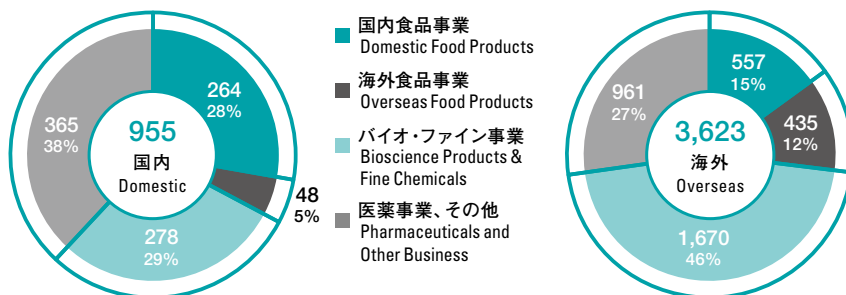 264
28%
365
38%
955
国内
Domestic
48
5%
278
29%
国内食品事業
Domestic Food Products
海外食品事業
Overseas Food Products
バイオ・ファイン事業
Bioscience Products &
Fine Chemicals
医薬事業、その他
Pharmaceuticals and
Other Business
557
15%
961
27%
435
12%
3,623
海外
Overseas
1,670
46%